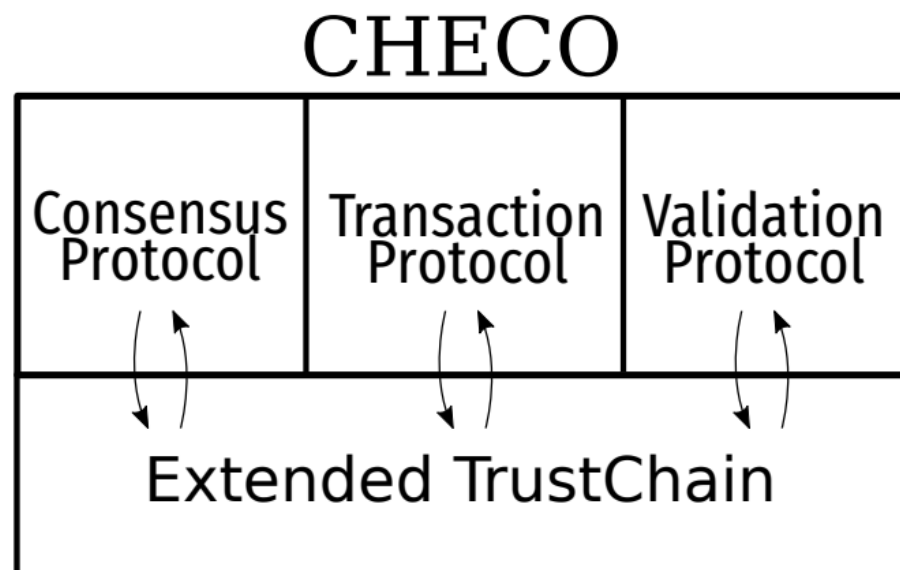 CHECO
Consensus
Protocol
Transaction
Protocol
Validation
Protocol
Extended TrustChain